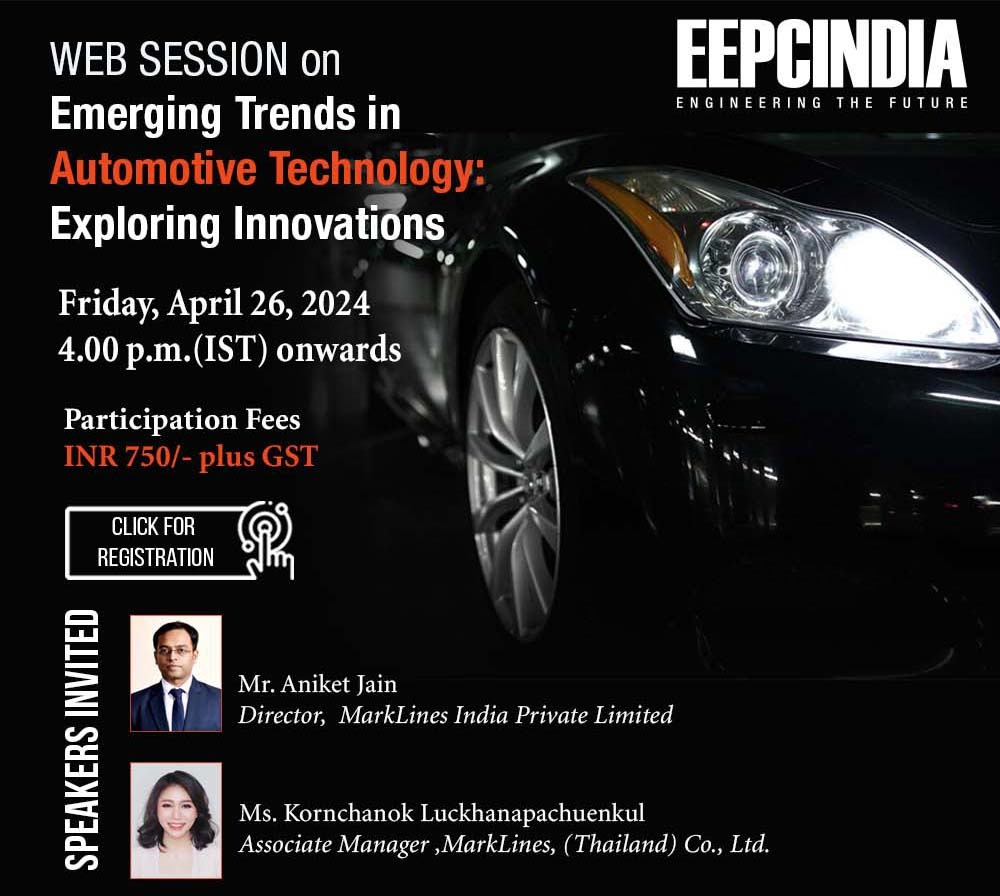 WEB SESSION on
Emerging Trends in
Automotive Technology:
Exploring Innovations
EEPCINDIA
ENGINEERING THE FUTURE
Friday, April 26, 2024
4.00 p.m.(IST) onwards
Participation Fees
INR 750/- plus GST
CLICK FOR
REGISTRATION
SPEAKERS INVITED
Mr. Aniket Jain
Director, MarkLines India Private Limited
Ms. Kornchanok Luckhanapachuenkul
Associate Manager ,MarkLines, (Thailand) Co., Ltd.